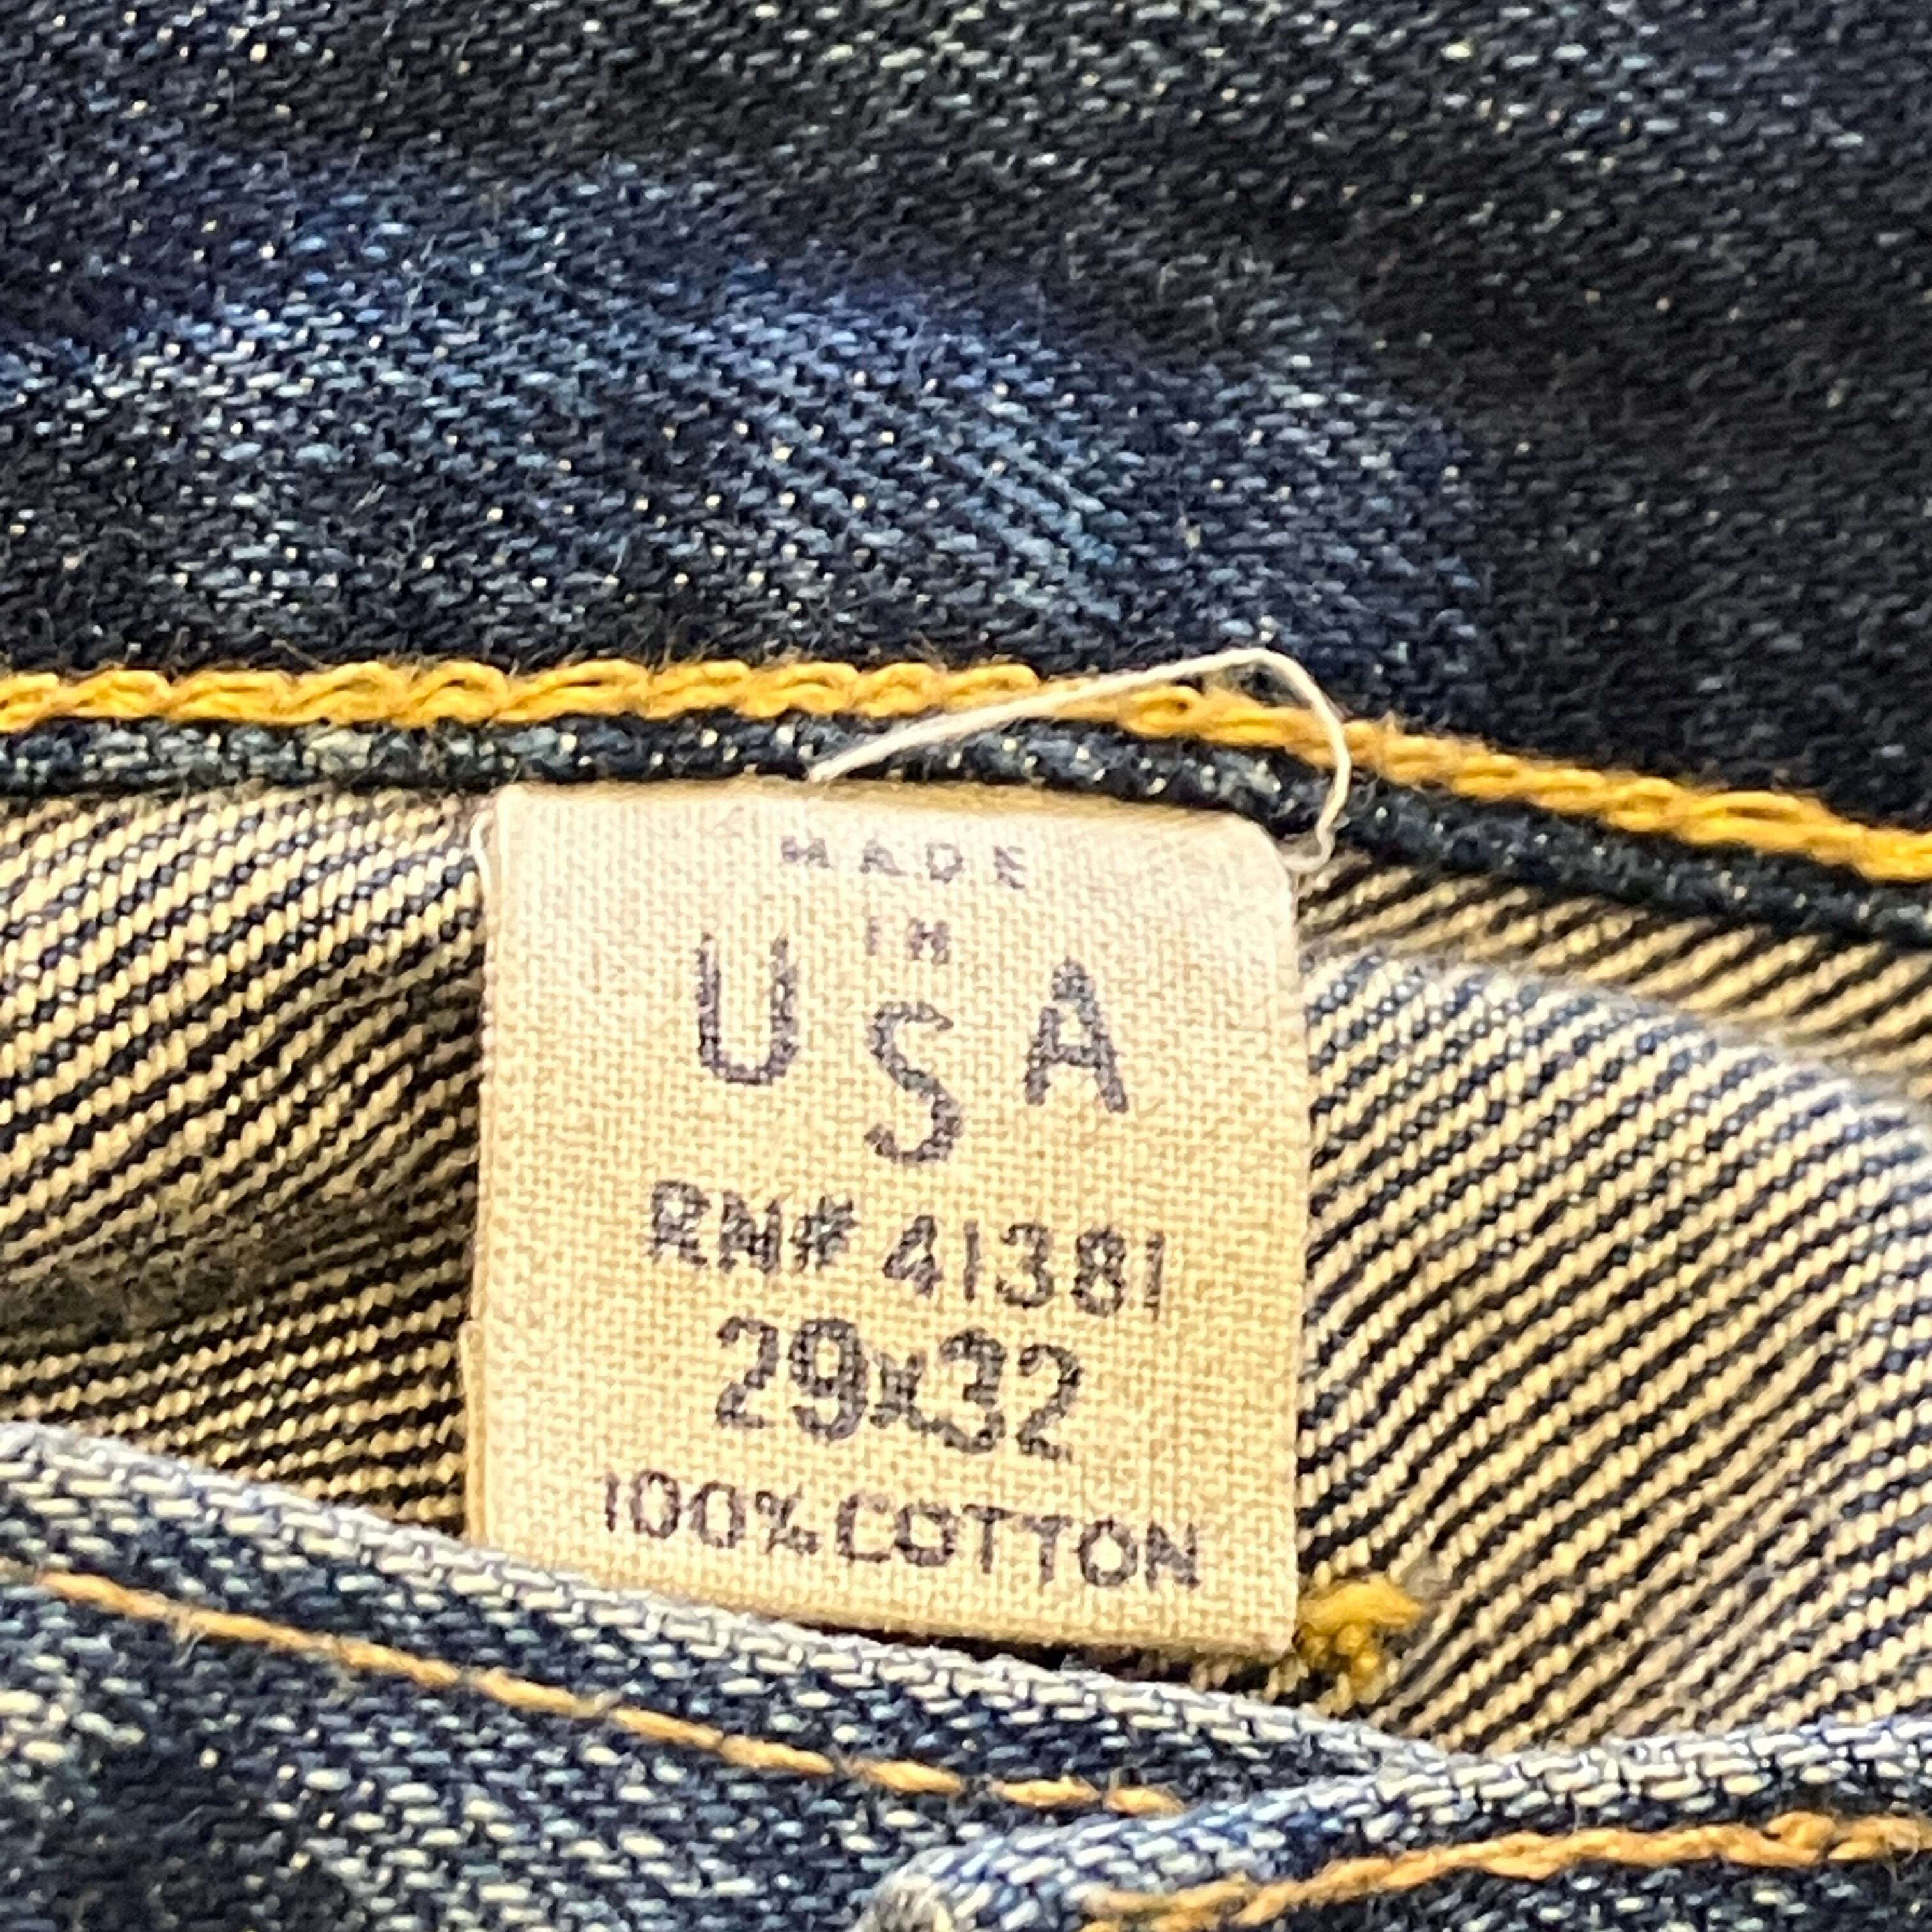 MADE
IN
USA
RN# 41381
29x32
100% COTTON